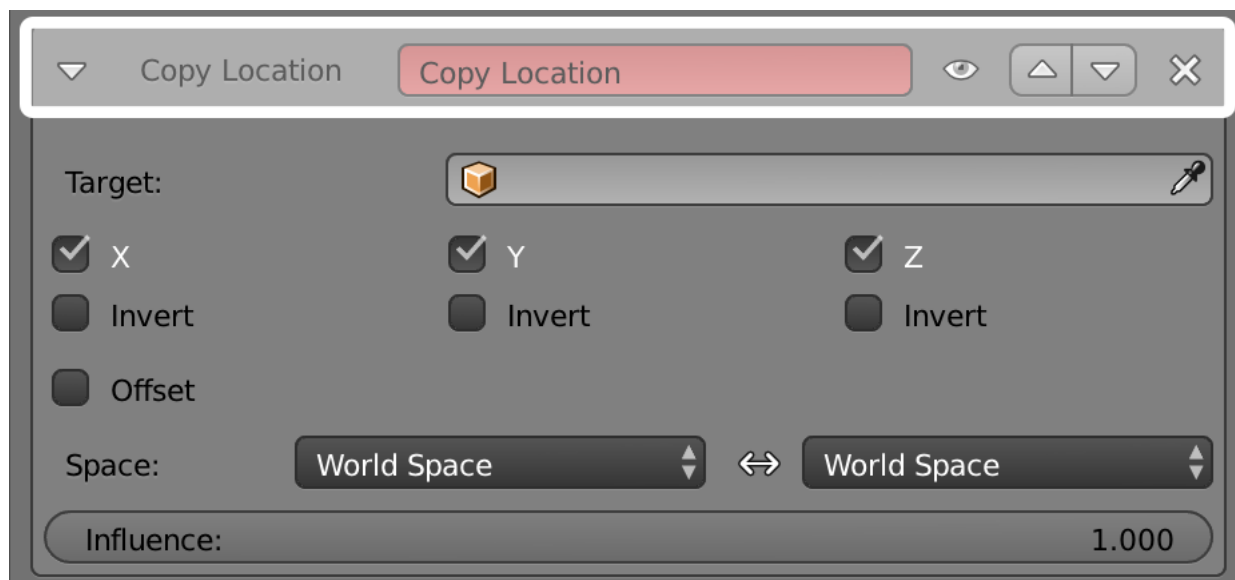 Copy Location Copy Location
Target:
X Y Z
Invert Invert Invert
Offset
Space: World Space World Space
Influence: 1.000